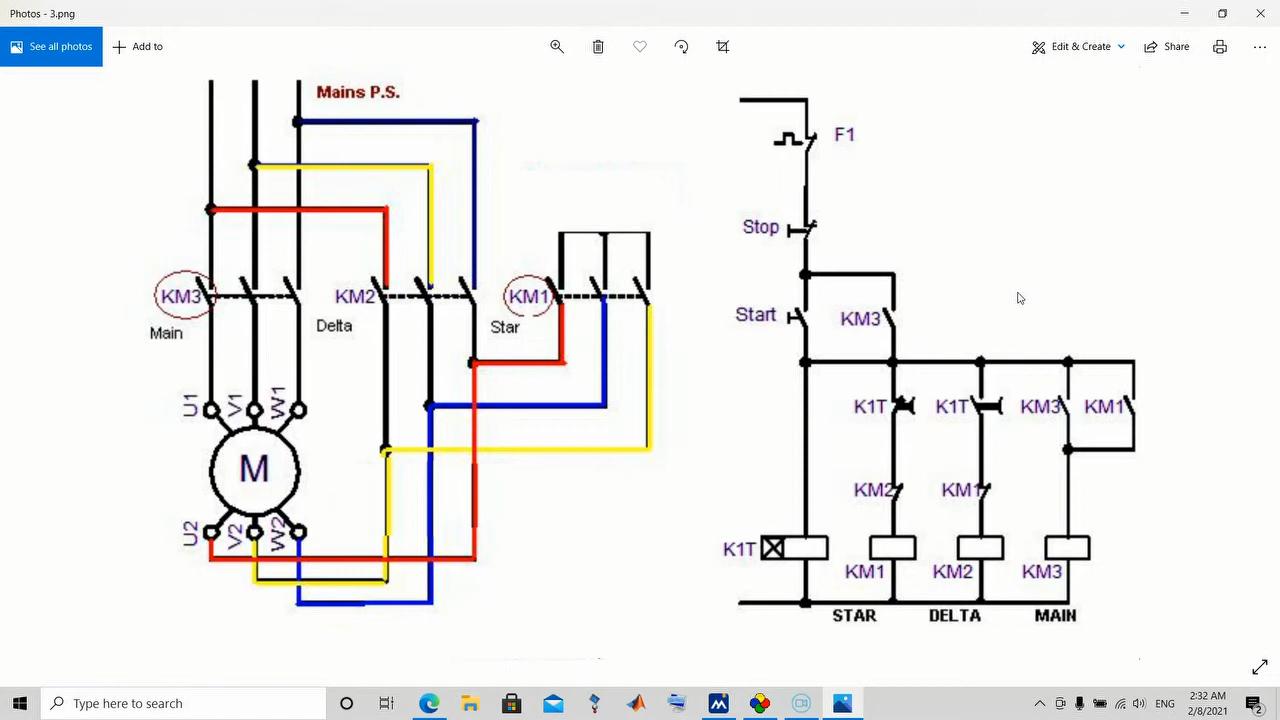 Photos - 3.png
See all photos
Add to
Edit & Create
Share
Mains P.S.
F1
Stop
KM3
KM2
KM1
Main
Delta
Star
Start
KM3
U1
V1
W1
K1T
K1T
KM3
KM1
M
KM2
KM1
U2
V2
W2
K1T
KM1
KM2
KM3
STAR
DELTA
MAIN
Type here to search
ENG
2:32 AM
2/8/2021
2